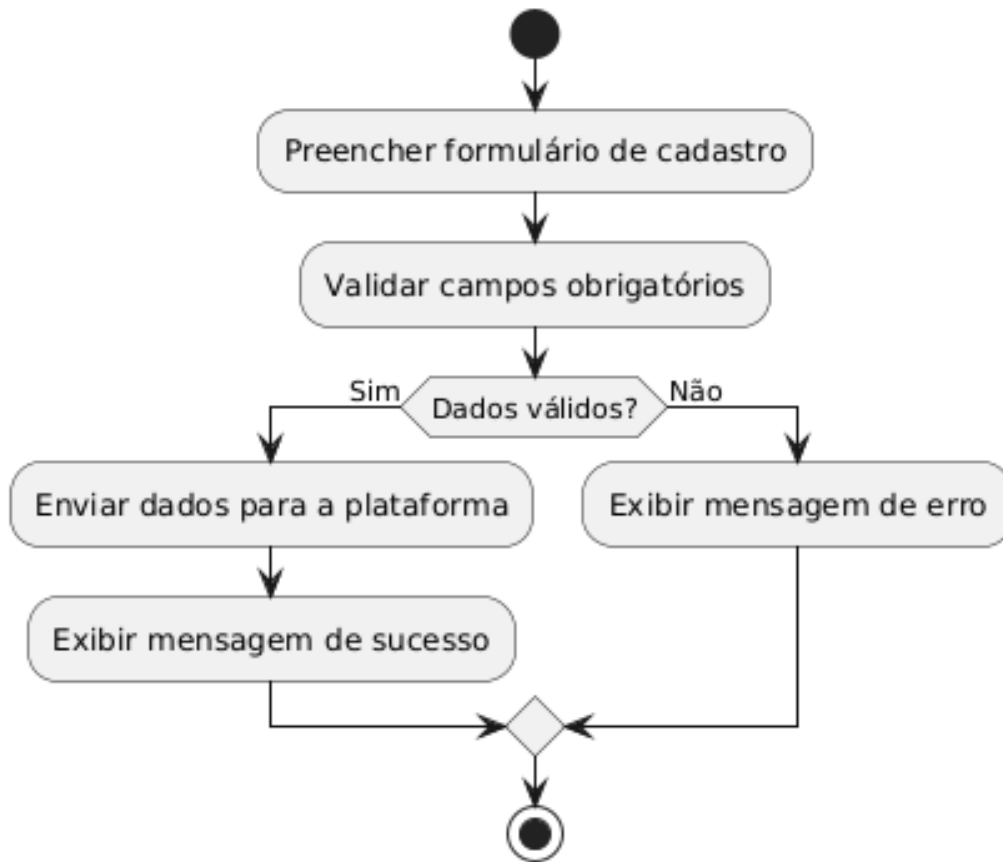 Preencher formulário de cadastro
Validar campos obrigatórios
Sim
Dados válidos?
Não
Enviar dados para a plataforma
Exibir mensagem de erro
Exibir mensagem de sucesso